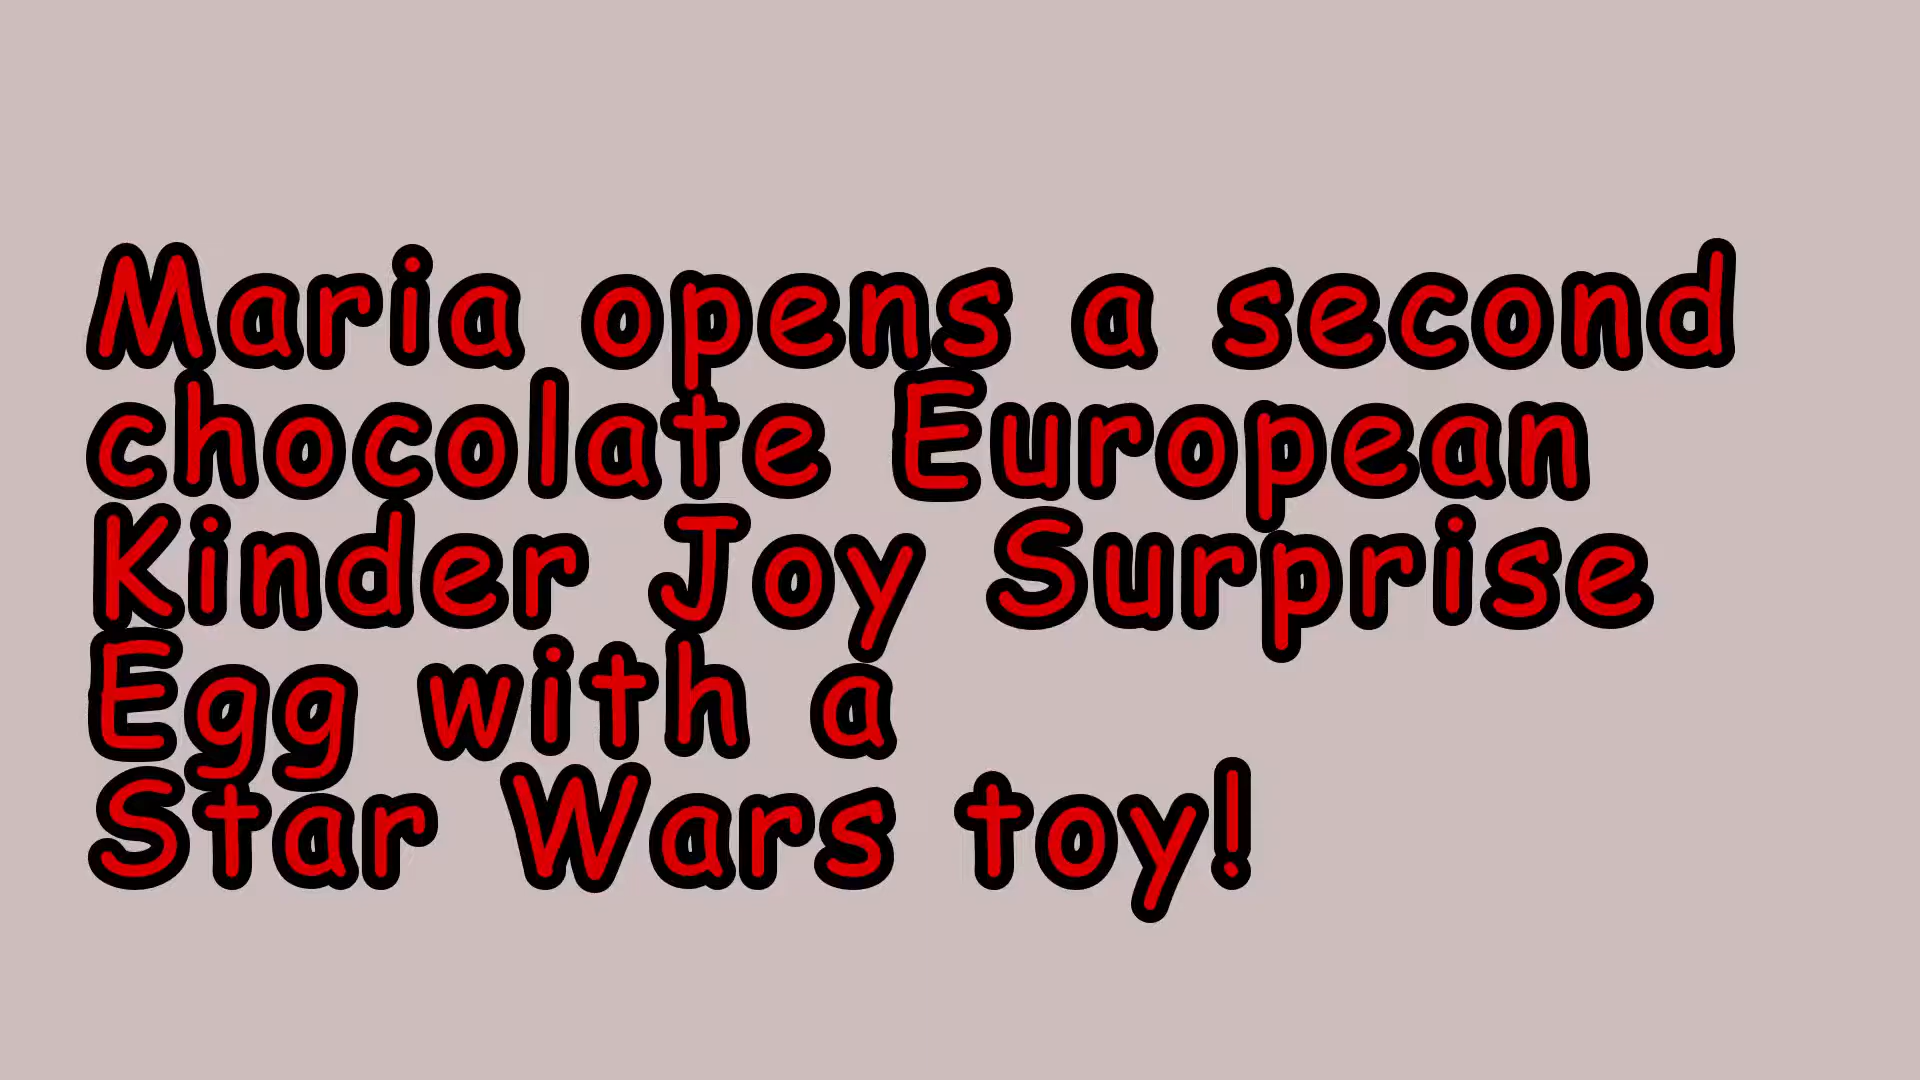 Maria opens a second
chocolate European
Kinder Joy Surprise
Egg with a
Star Wars toy!